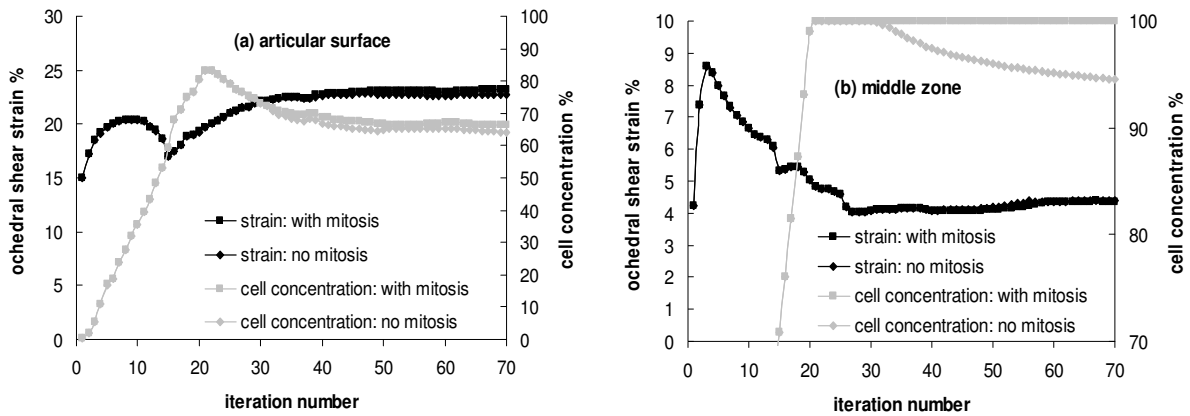 (a) articular surface
30
25
20
15
10
5
0
ochedral shear strain %
100
90
80
70
60
50
40
30
20
10
0
cell concentration %
strain: with mitosis
strain: no mitosis
cell concentration: with mitosis
cell concentration: no mitosis
0 10 20 30 40 50 60 70
iteration number
(b) middle zone
10
9
8
7
6
5
4
3
2
1
0
ochedral shear strain %
100
90
80
70
cell concentration %
strain: with mitosis
strain: no mitosis
cell concentration: with mitosis
cell concentration: no mitosis
0 10 20 30 40 50 60 70
iteration number